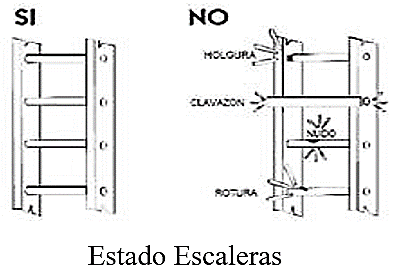 SI NO
HOLGURA
CLAVAZON
NUDO
ROTURA
Estado Escaleras